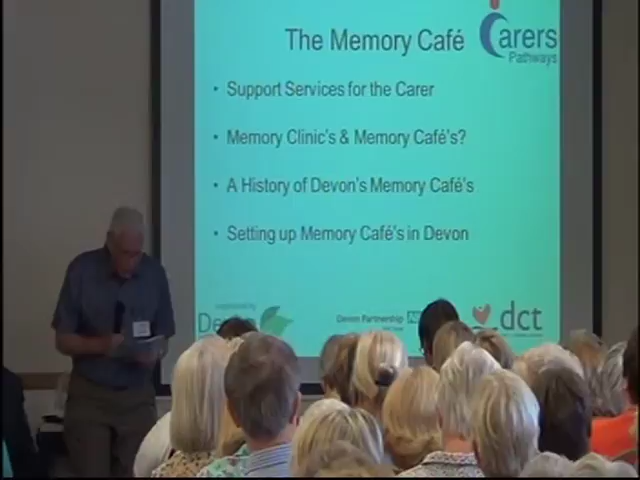 The Memory Café
Carers
Pathways
• Support Services for the Carer
• Memory Clinic's & Memory Café's?
• A History of Devon's Memory Café's
• Setting up Memory Café's in Devon
Devon Partnership
dct